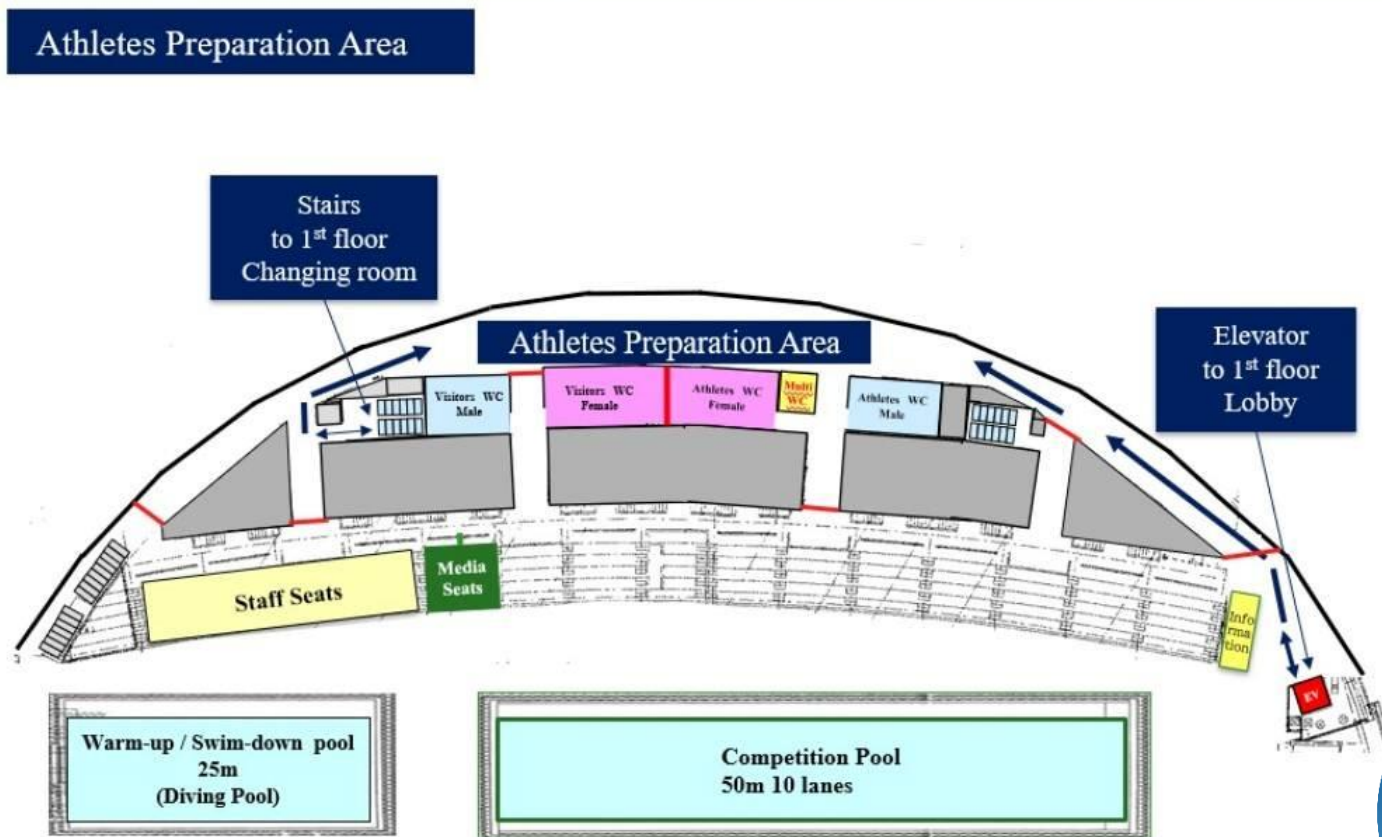 Athletes Preparation Area
Stairs
to 1st floor
Changing room
Athletes Preparation Area
Elevator
to 1st floor
Lobby
Visitors WC
Male
Visitors WC
Female
Athletes WC
Female
Multi
WC
Athletes WC
Male
Staff Seats
Media
Seats
Info
rma
tion
EV
Warm-up / Swim-down pool
25m
(Diving Pool)
Competition Pool
50m 10 lanes